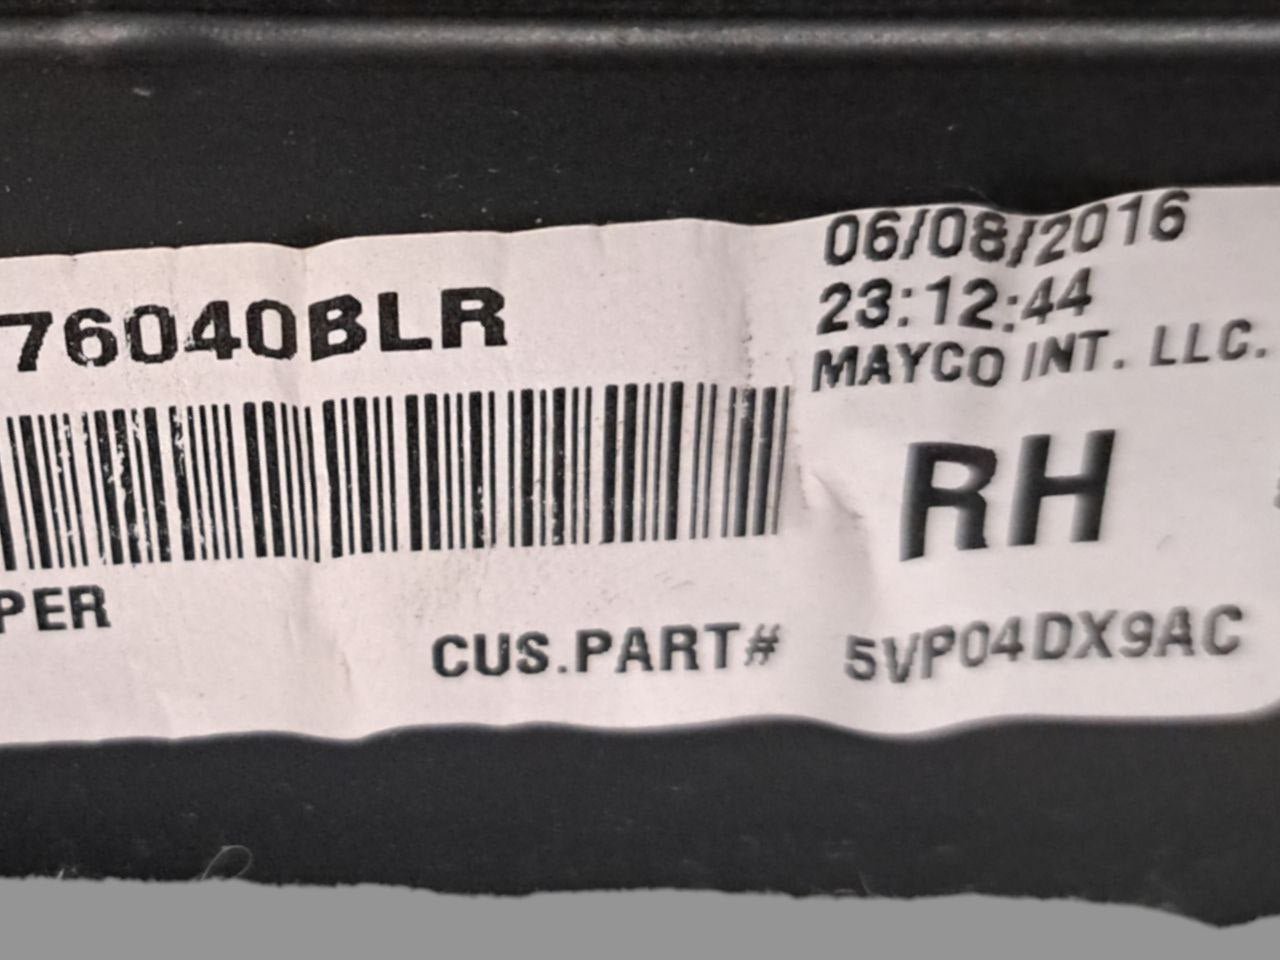 06/08/2016
23:12:44
MAYCO INT. LLC.
76040BLR
RH
PER
CUS.PART# 5VP04DX9AC